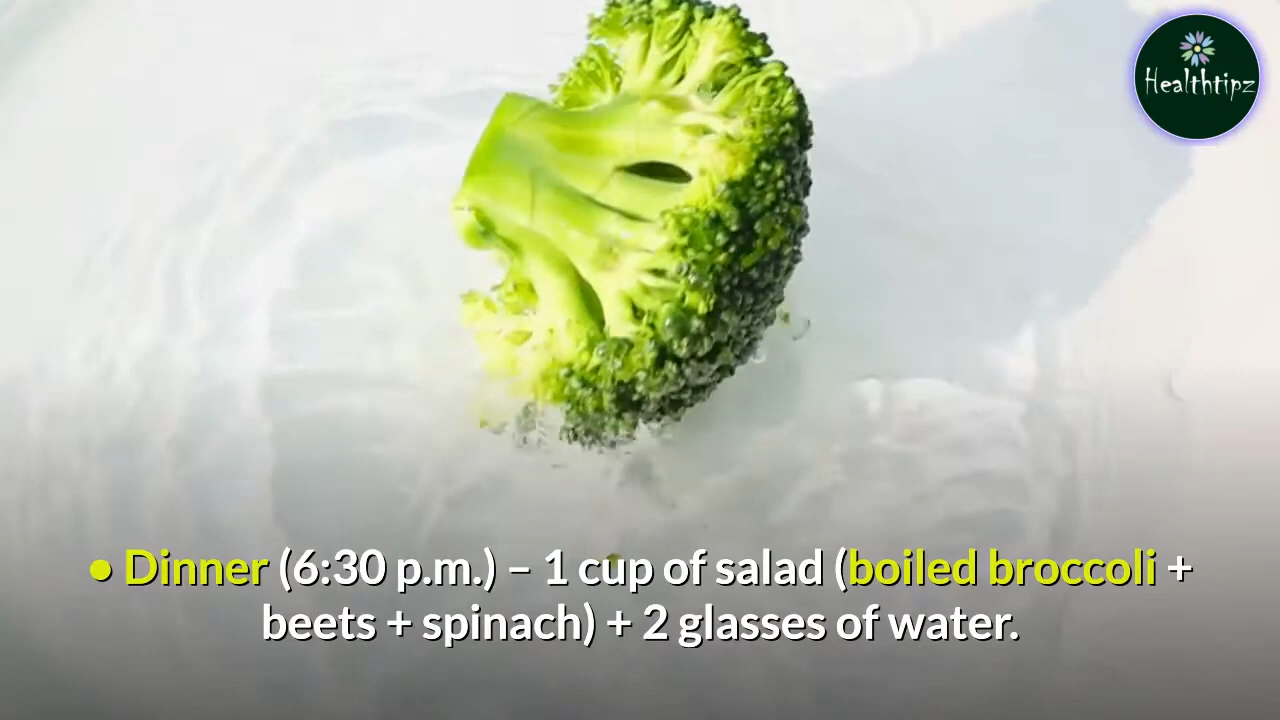 Healthtipz
● Dinner (6:30 p.m.) – 1 cup of salad (boiled broccoli +
beets + spinach) + 2 glasses of water.